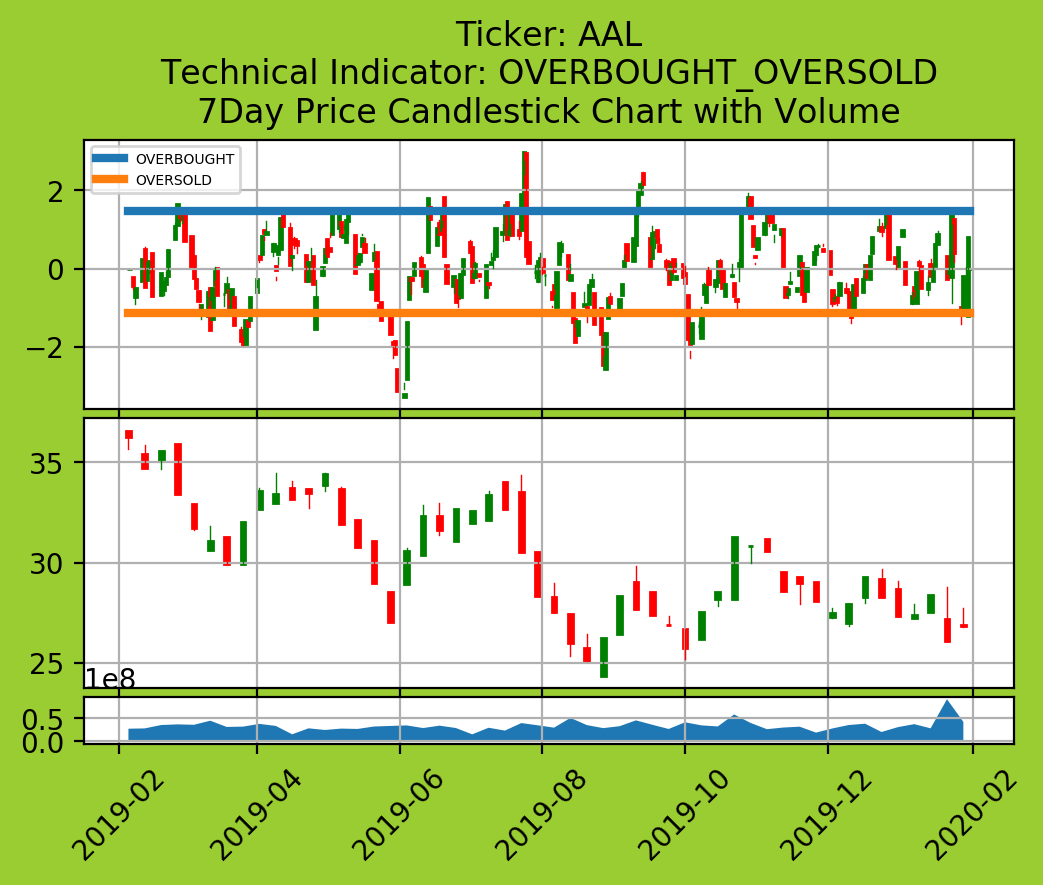 Ticker: AAL
Technical Indicator: OVERBOUGHT_OVERSOLD
7Day Price Candlestick Chart with Volume
OVERBOUGHT
OVERSOLD
2
0
−2
35
30
25
1e8
0.5
0.0
2019-02
2019-04
2019-06
2019-08
2019-10
2019-12
2020-02